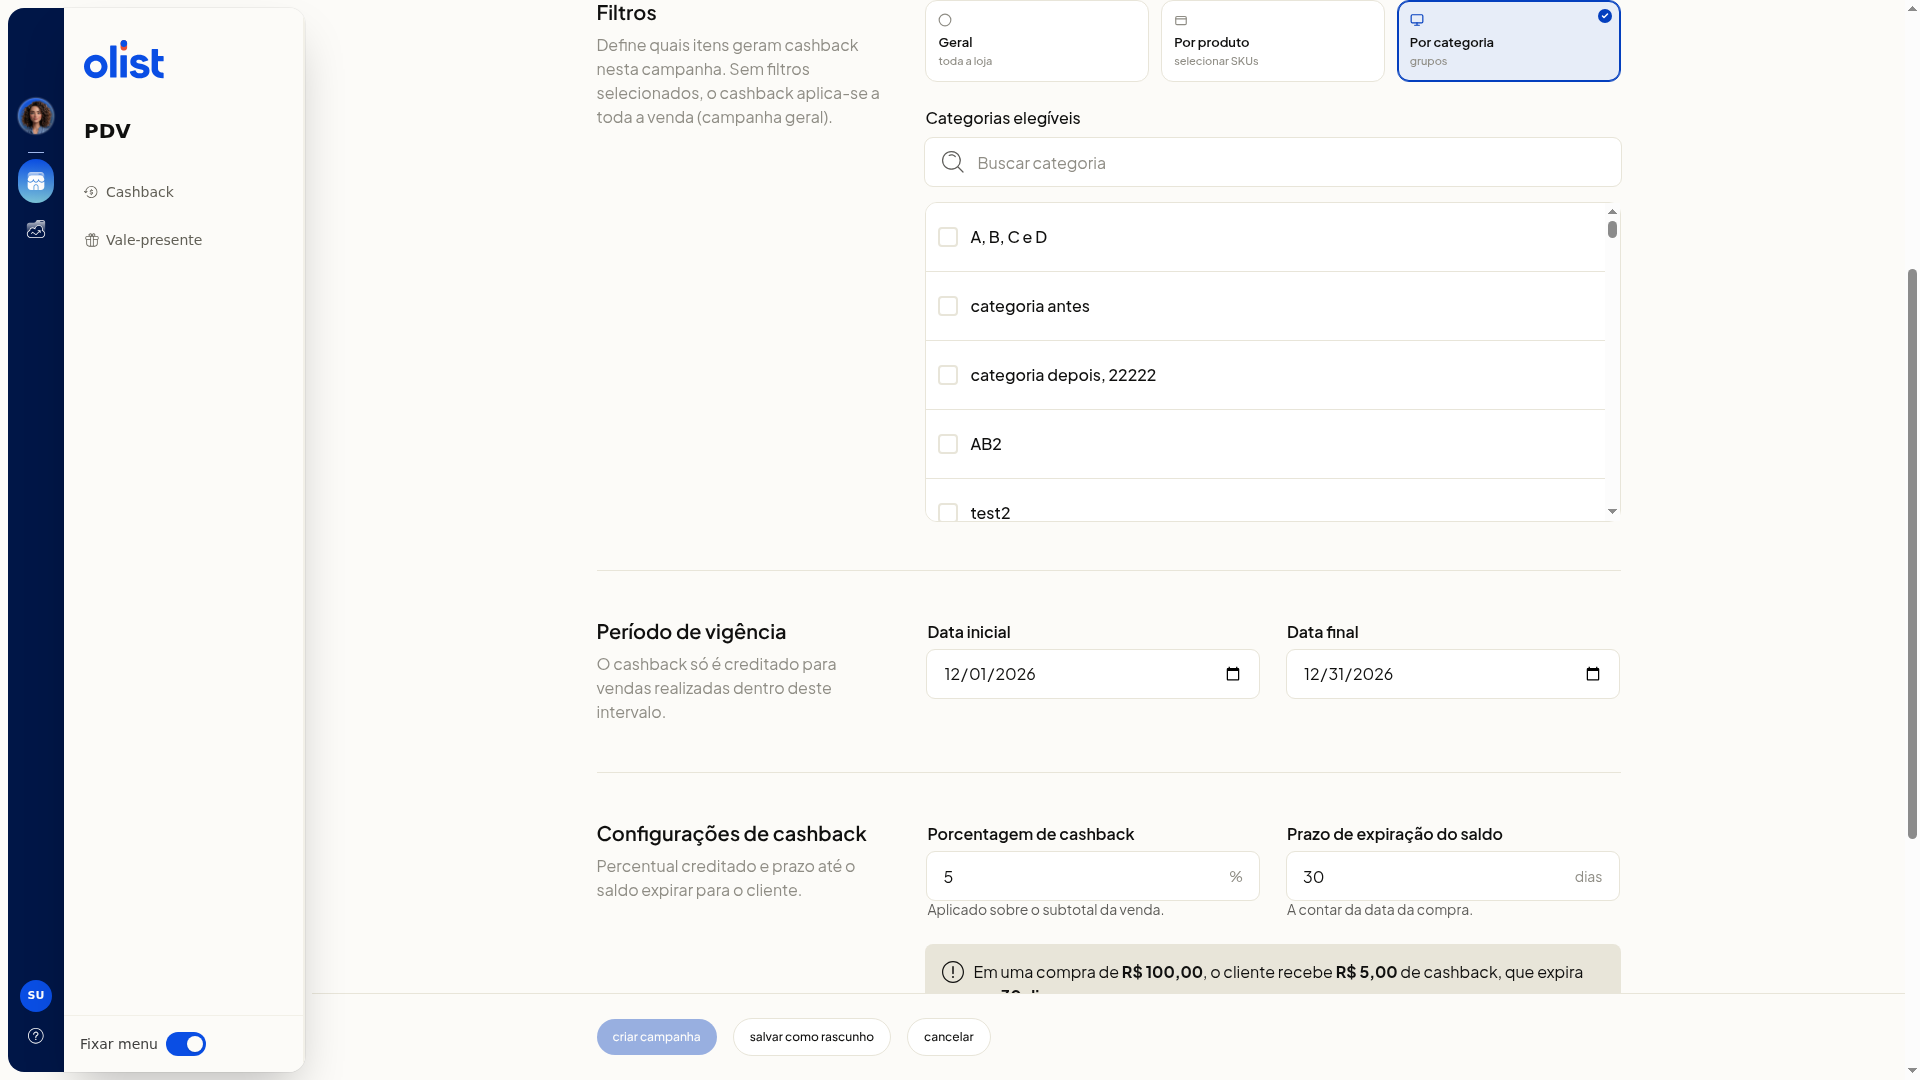 olist
PDV
Cashback
Vale-presente
SU
Fixar menu
Filtros
Define quais itens geram cashback
nesta campanha. Sem filtros
selecionados, o cashback aplica-se a
toda a venda (campanha geral).
Geral
toda a loja
Por produto
selecionar SKUs
Por categoria
grupos
Categorias elegíveis
Buscar categoria
A, B, C e D
categoria antes
categoria depois, 22222
AB2
test2
Período de vigência
O cashback só é creditado para
vendas realizadas dentro deste
intervalo.
Data inicial
12/01/2026
Data final
12/31/2026
Configurações de cashback
Percentual creditado e prazo até o
saldo expirar para o cliente.
Porcentagem de cashback
5 %
Aplicado sobre o subtotal da venda.
Prazo de expiração do saldo
30 dias
A contar da data da compra.
Em uma compra de R$ 100,00, o cliente recebe R$ 5,00 de cashback, que expira
criar campanha
salvar como rascunho
cancelar